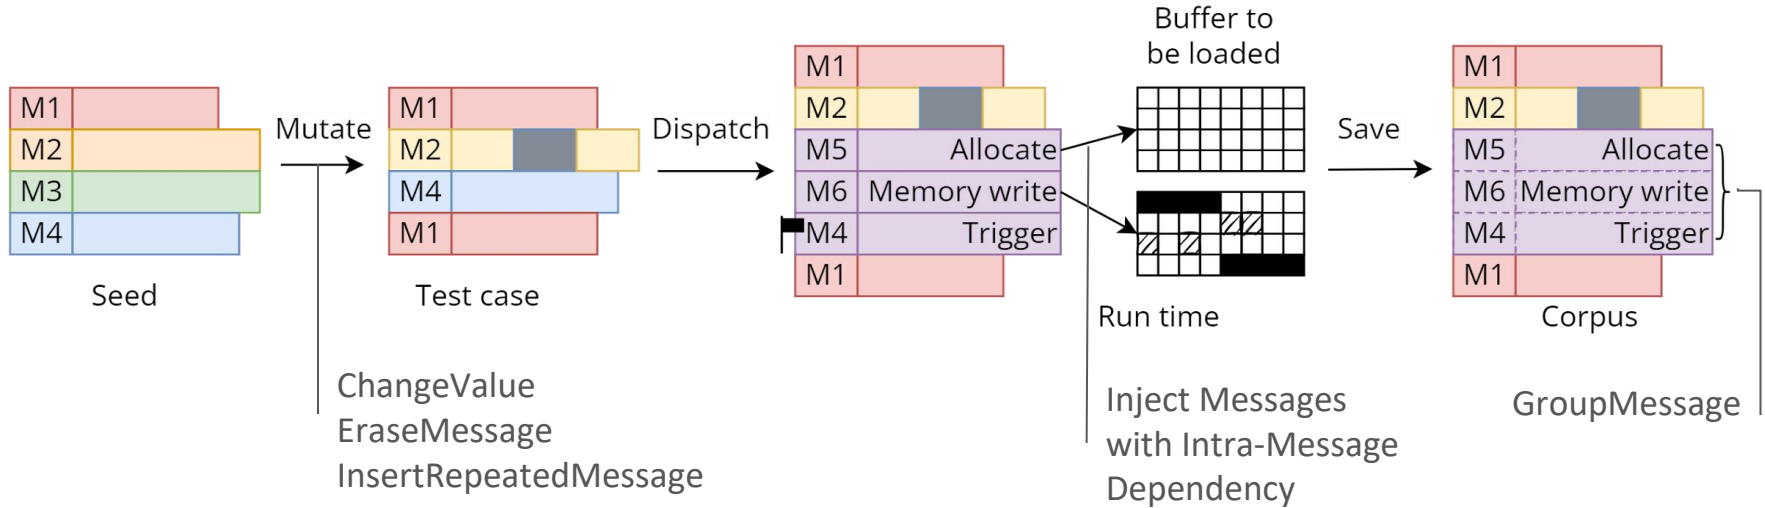 M1
M2
M3
M4
Seed
Mutate
ChangeValue
EraseMessage
InsertRepeatedMessage
M1
M2
M4
M1
Test case
Dispatch
M1
M2
M5 Allocate
M6 Memory write
M4 Trigger
M1
Buffer to
be loaded
Run time
Inject Messages
with Intra-Message
Dependency
Save
M1
M2
M5 Allocate
M6 Memory write
M4 Trigger
M1
Corpus
GroupMessage